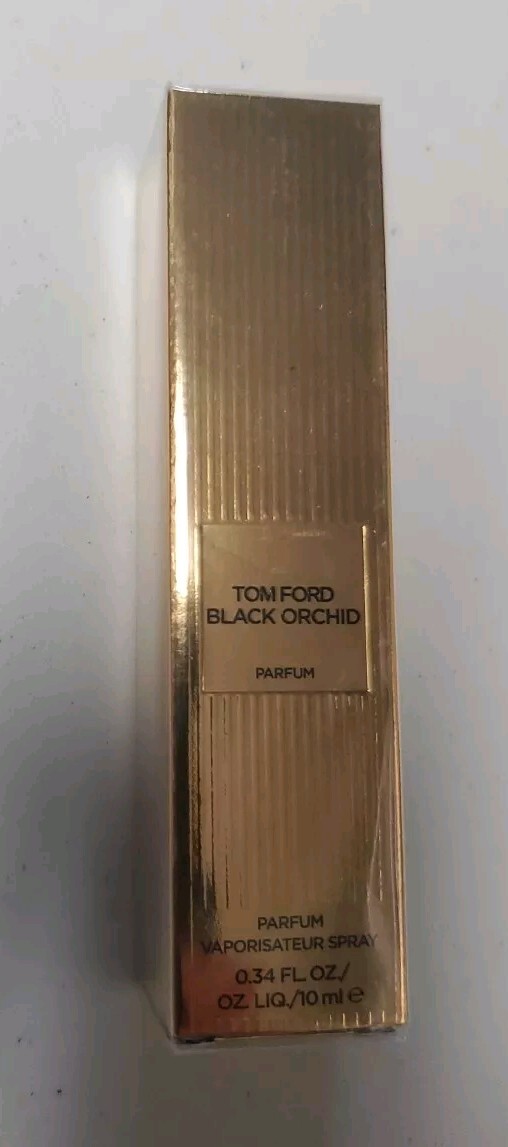 TOM FORD
BLACK ORCHID
PARFUM
PARFUM
VAPORISATEUR SPRAY
0.34 FL. OZ./
OZ. LIQ./10 ml e